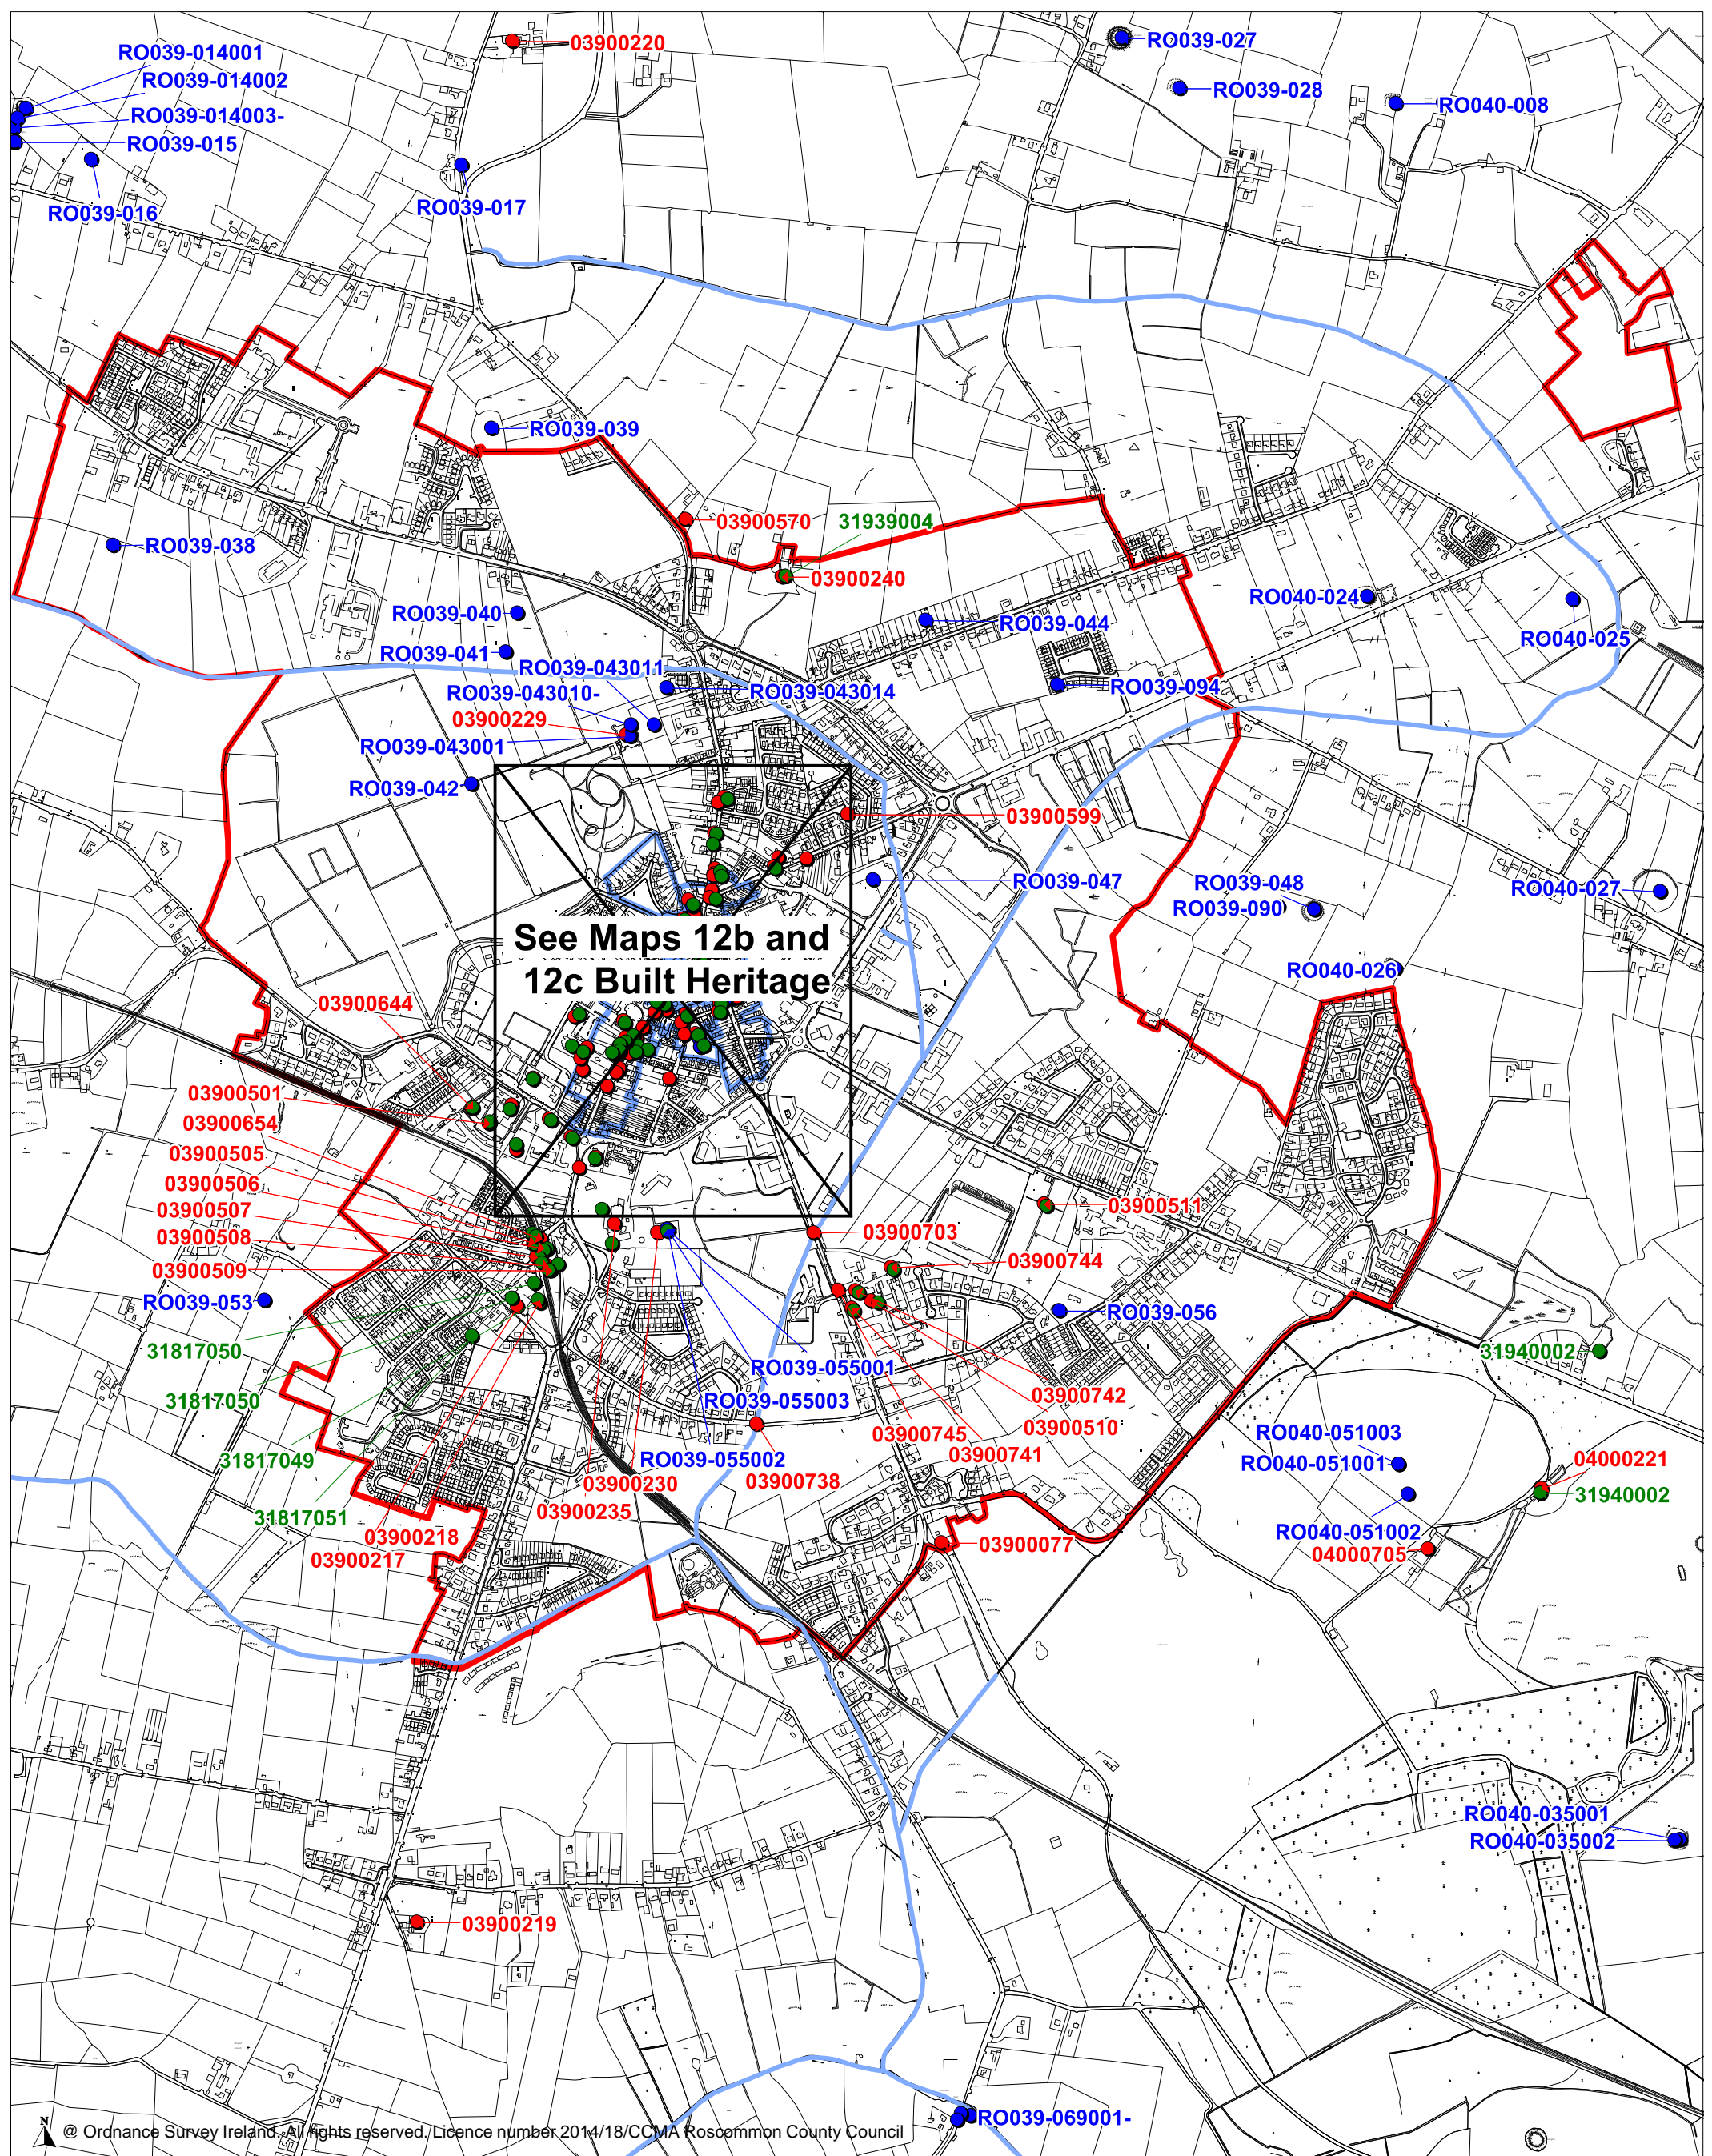 03900220
RO039-027
RO039-014001
RO039-014002
RO039-028
RO040-008
RO039-014003-
RO039-015
RO039-016
RO039-017
RO039-039
03900570
31939004
RO039-038
03900240
RO040-024
RO039-040
RO039-044
RO040-025
RO039-041
RO039-043011
RO039-094
RO039-043010-
RO039-043014
03900229
RO039-043001
RO039-042
03900599
RO039-047
RO039-048
RO040-027
RO039-090
See Maps 12b and
12c Built Heritage
RO040-026
03900644
03900501
03900654
03900505
03900506
03900507
03900511
03900508
03900703
03900744
03900509
RO039-053
RO039-056
31817050
31940002
RO039-055001
31817050
RO039-055003
03900742
03900510
03900745
RO040-051003
03900741
31817049
RO039-055002
RO040-051001
04000221
03900230
03900738
31940002
03900235
31817051
RO040-051002
03900218
03900077
04000705
03900217
RO040-035001
RO040-035002
03900219
RO039-069001-
N
@ Ordnance Survey Ireland. All rights reserved. Licence number 2014/18/CCMA Roscommon County Council